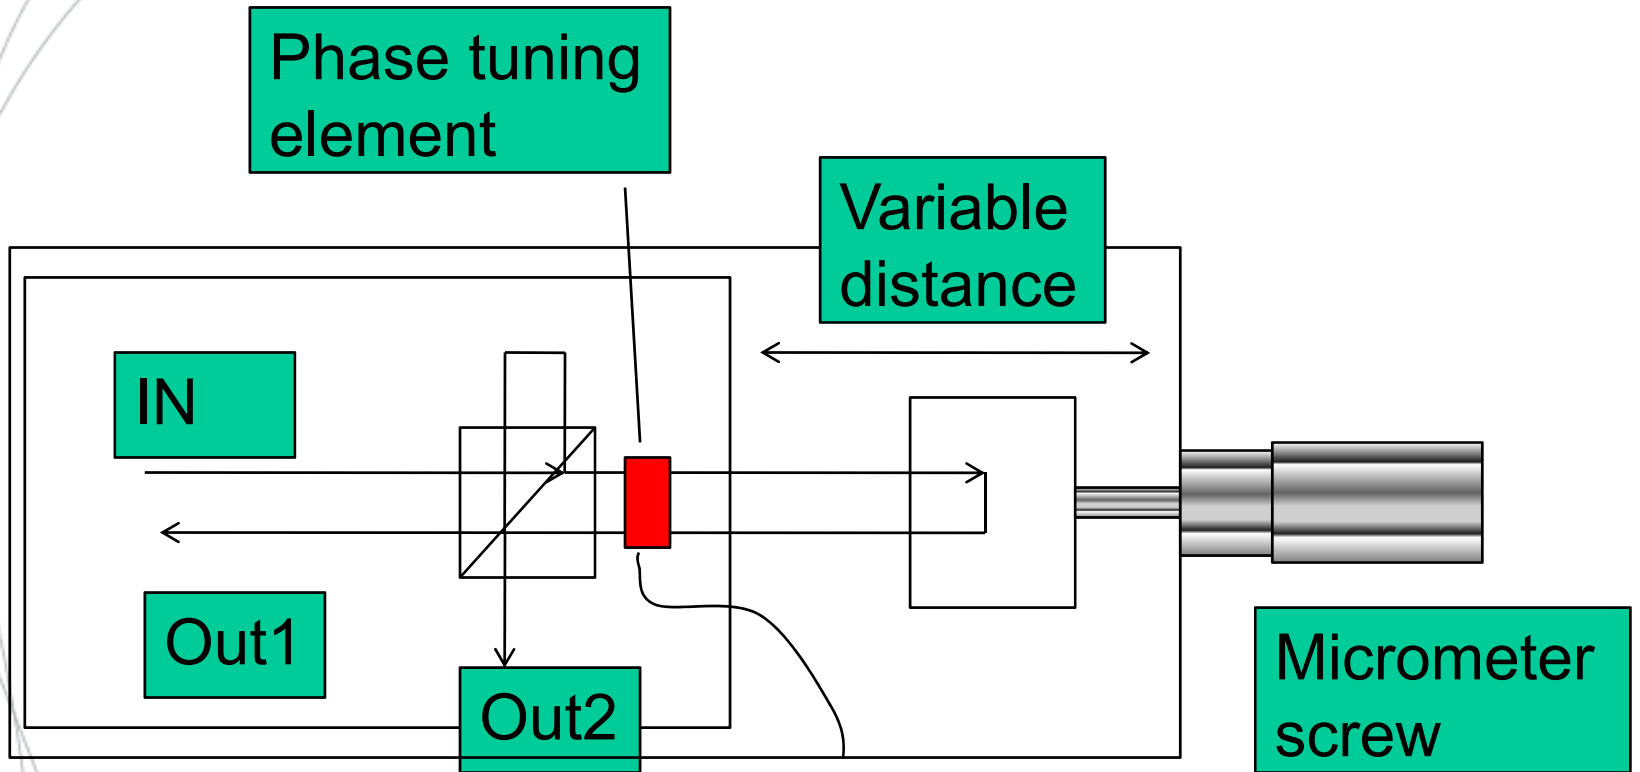 Phase tuning
element
Variable
distance
IN
Out1
Out2
Micrometer
screw